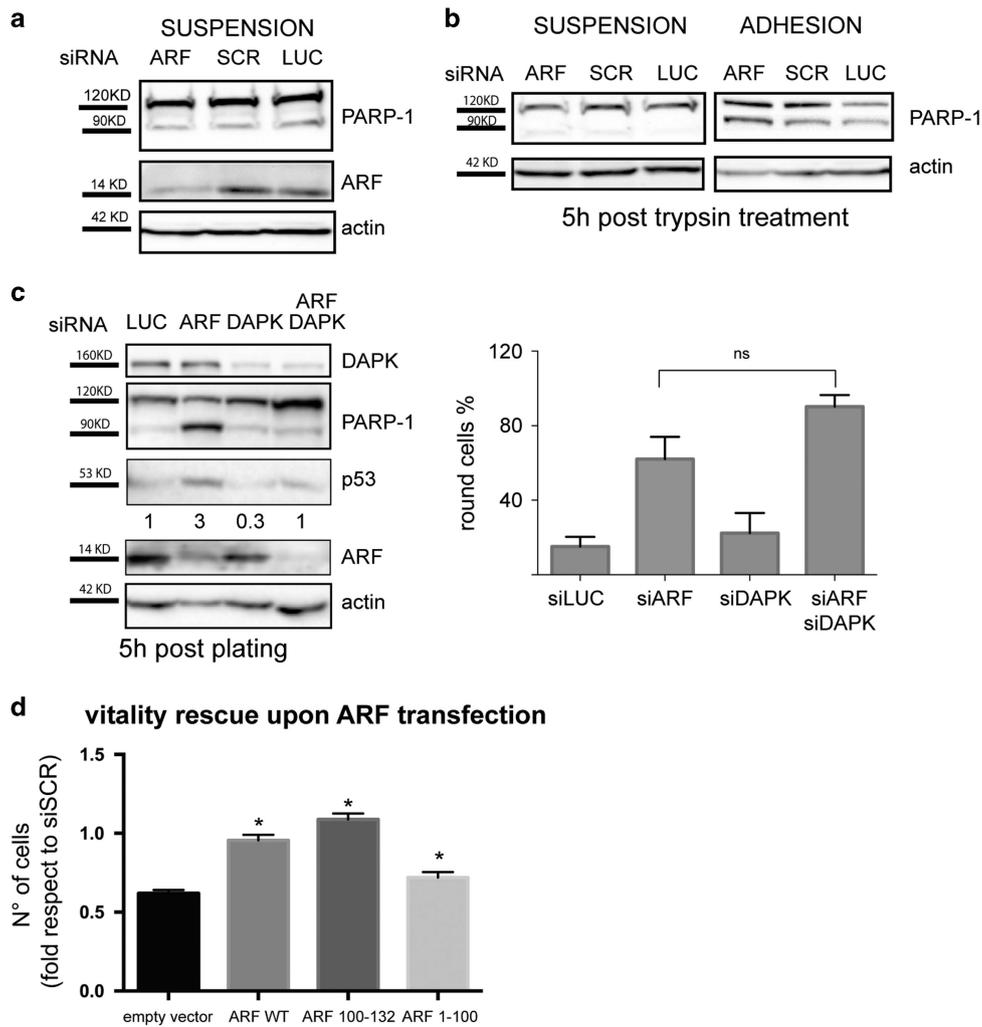 a
SUSPENSION
siRNA ARF SCR LUC
120KD
90KD
PARP-1
14 KD
ARF
42 KD
actin
b
SUSPENSION ADHESION
siRNA ARF SCR LUC ARF SCR LUC
120KD
90KD
PARP-1
42 KD
actin
5h post trypsin treatment
c
ARF
siRNA LUC ARF DAPK DAPK
160KD
DAPK
120KD
90KD
PARP-1
53 KD
p53
1 3 0.3 1
14 KD
ARF
42 KD
actin
5h post plating
round cells %
120
80
40
ns
siLUC siARF siDAPK siARF
siDAPK
d
vitality rescue upon ARF transfection
N° of cells
(fold respect to siSCR)
1.5
1.0
0.5
0.0
* * *
empty vector ARF WT ARF 100-132 ARF 1-100